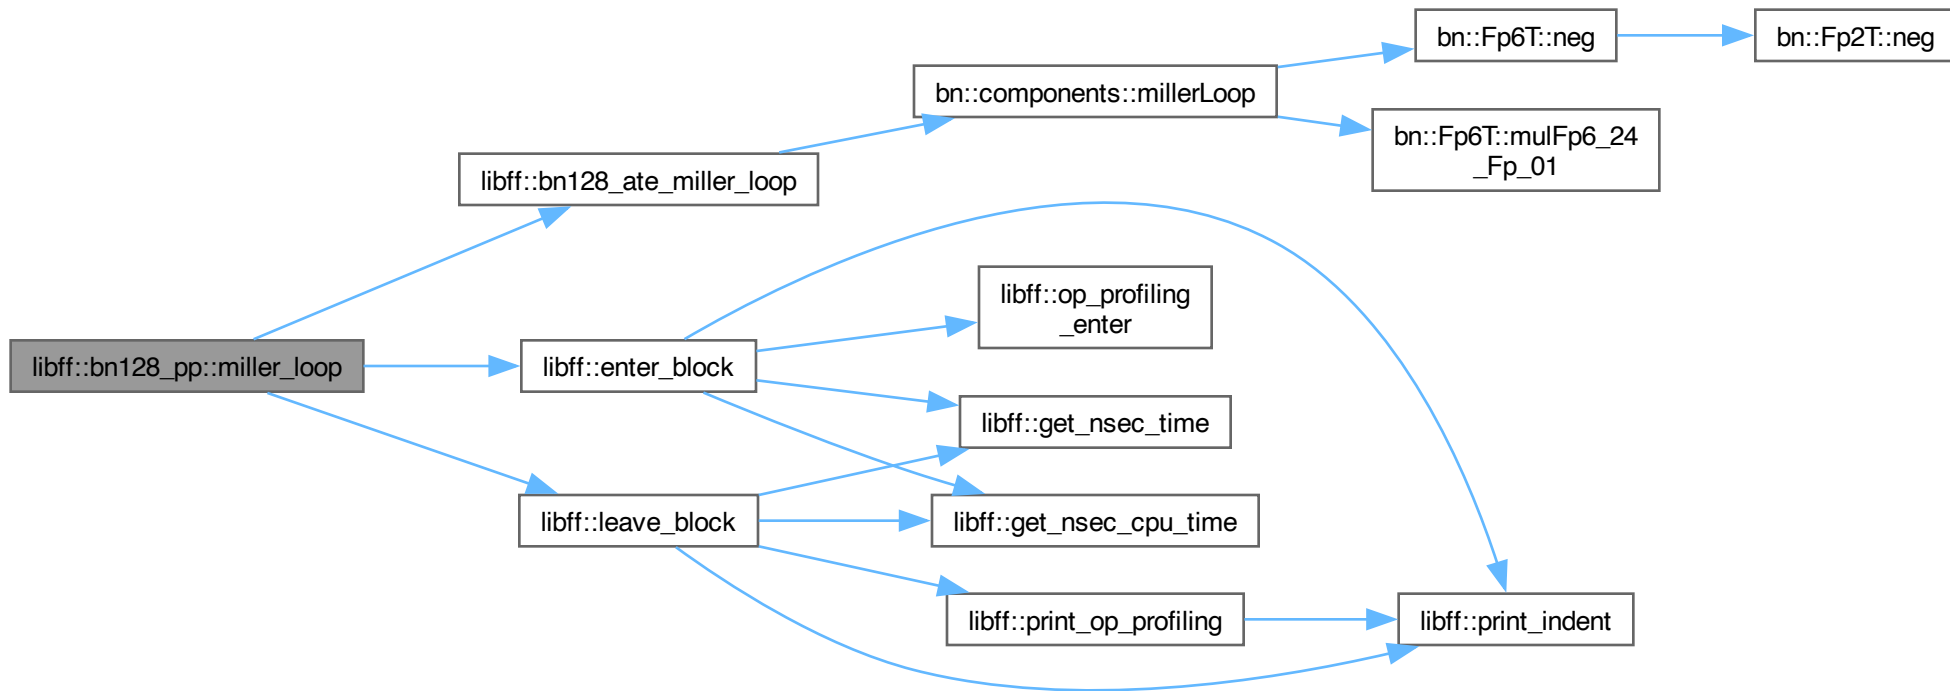 bn::Fp6T::neg
bn::Fp2T::neg
bn::components::millerLoop
bn::Fp6T::mulFp6_24
_Fp_01
libff::bn128_ate_miller_loop
libff::op_profiling
_enter
libff::bn128_pp::miller_loop
libff::enter_block
libff::get_nsec_time
libff::leave_block
libff::get_nsec_cpu_time
libff::print_op_profiling
libff::print_indent